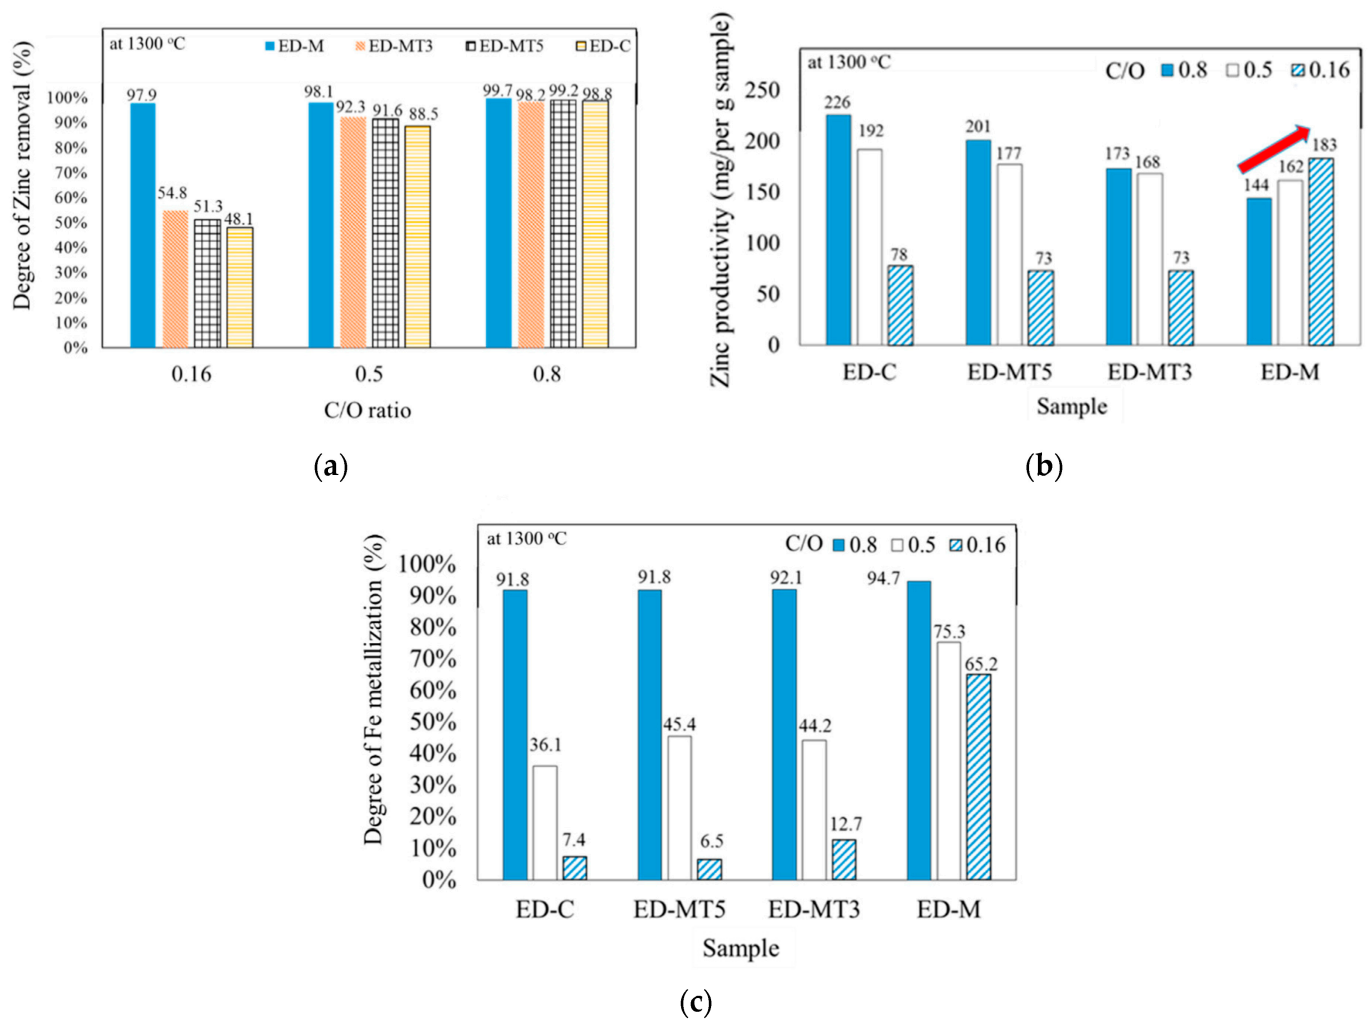 at 1300 °C
ED-M ED-MT3 ED-MT5 ED-C
Degree of Zinc removal (%)
100%
90%
80%
70%
60%
50%
40%
30%
20%
10%
0%
97.9 54.8 51.3 48.1
98.1 92.3 91.6 88.5
99.7 98.2 99.2 98.8
0.16 0.5 0.8
C/O ratio
(a)
at 1300 °C
C/O 0.8 0.5 0.16
Zinc productivity (mg/per g sample)
250
200
150
100
50
0
226 192 78
201 177 73
173 168 73
144 162 183
ED-C ED-MT5 ED-MT3 ED-M
Sample
(b)
at 1300 °C
C/O 0.8 0.5 0.16
Degree of Fe metallization (%)
100%
90%
80%
70%
60%
50%
40%
30%
20%
10%
0%
91.8 36.1 7.4
91.8 45.4 6.5
92.1 44.2 12.7
94.7 75.3 65.2
ED-C ED-MT5 ED-MT3 ED-M
Sample
(c)